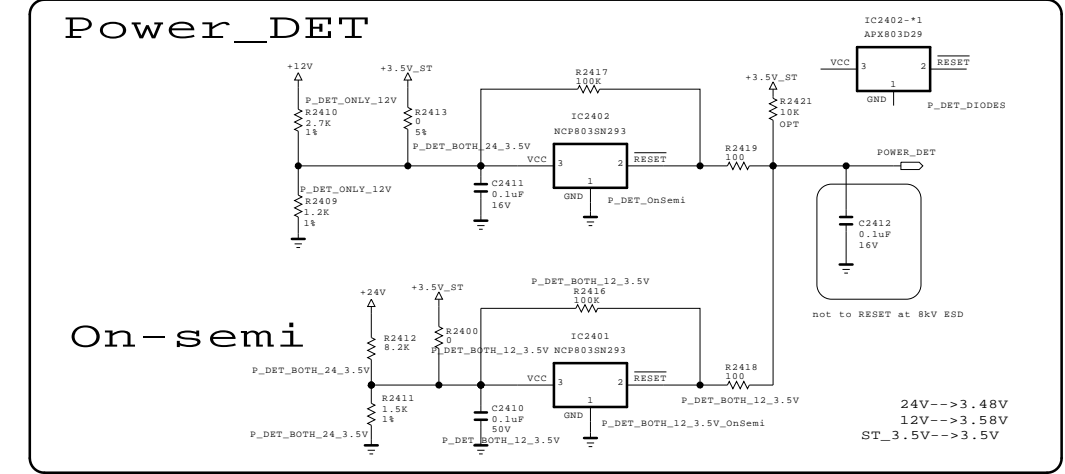 Power_DET
IC2402-*1
APX803D29
VCC
3
2
RESET
1
GND
P_DET_DIODES
+12V
+3.5V_ST
R2417
100K
+3.5V_ST
P_DET_ONLY_12V
R2410
2.7K
1%
R2413
0
5%
P_DET_BOTH_24_3.5V
IC2402
NCP803SN293
R2421
10K
OPT
VCC
3
2
RESET
1
GND
P_DET_OnSemi
R2419
100
POWER_DET
P_DET_ONLY_12V
R2409
1.2K
1%
C2411
0.1uF
16V
C2412
0.1uF
16V
not to RESET at 8kV ESD
On-semi
+24V
+3.5V_ST
P_DET_BOTH_12_3.5V
R2416
100K
R2412
8.2K
P_DET_BOTH_24_3.5V
R2400
0
P_DET_BOTH_12_3.5V
IC2401
NCP803SN293
VCC
3
2
RESET
1
GND
P_DET_BOTH_12_3.5V_OnSemi
R2418
100
P_DET_BOTH_12_3.5V
R2411
1.5K
1%
P_DET_BOTH_24_3.5V
C2410
0.1uF
50V
P_DET_BOTH_12_3.5V
24V-->3.48V
12V-->3.58V
ST_3.5V-->3.5V